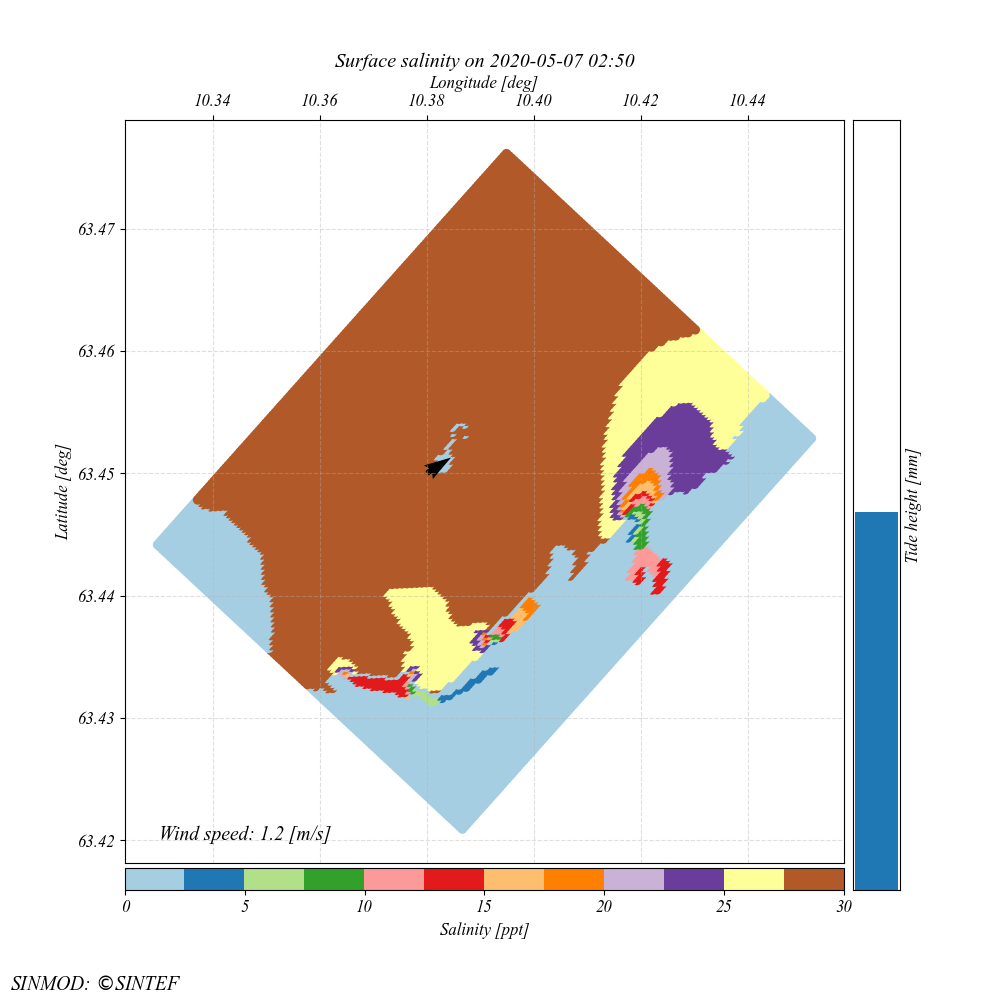 Surface salinity on 2020-05-07 02:50
Longitude [deg]
10.34 10.36 10.38 10.40 10.42 10.44
63.47
63.46
63.45
63.44
63.43
63.42
Latitude [deg]
Tide height [mm]
Wind speed: 1.2 [m/s]
0 5 10 15 20 25 30
Salinity [ppt]
SINMOD: ©SINTEF